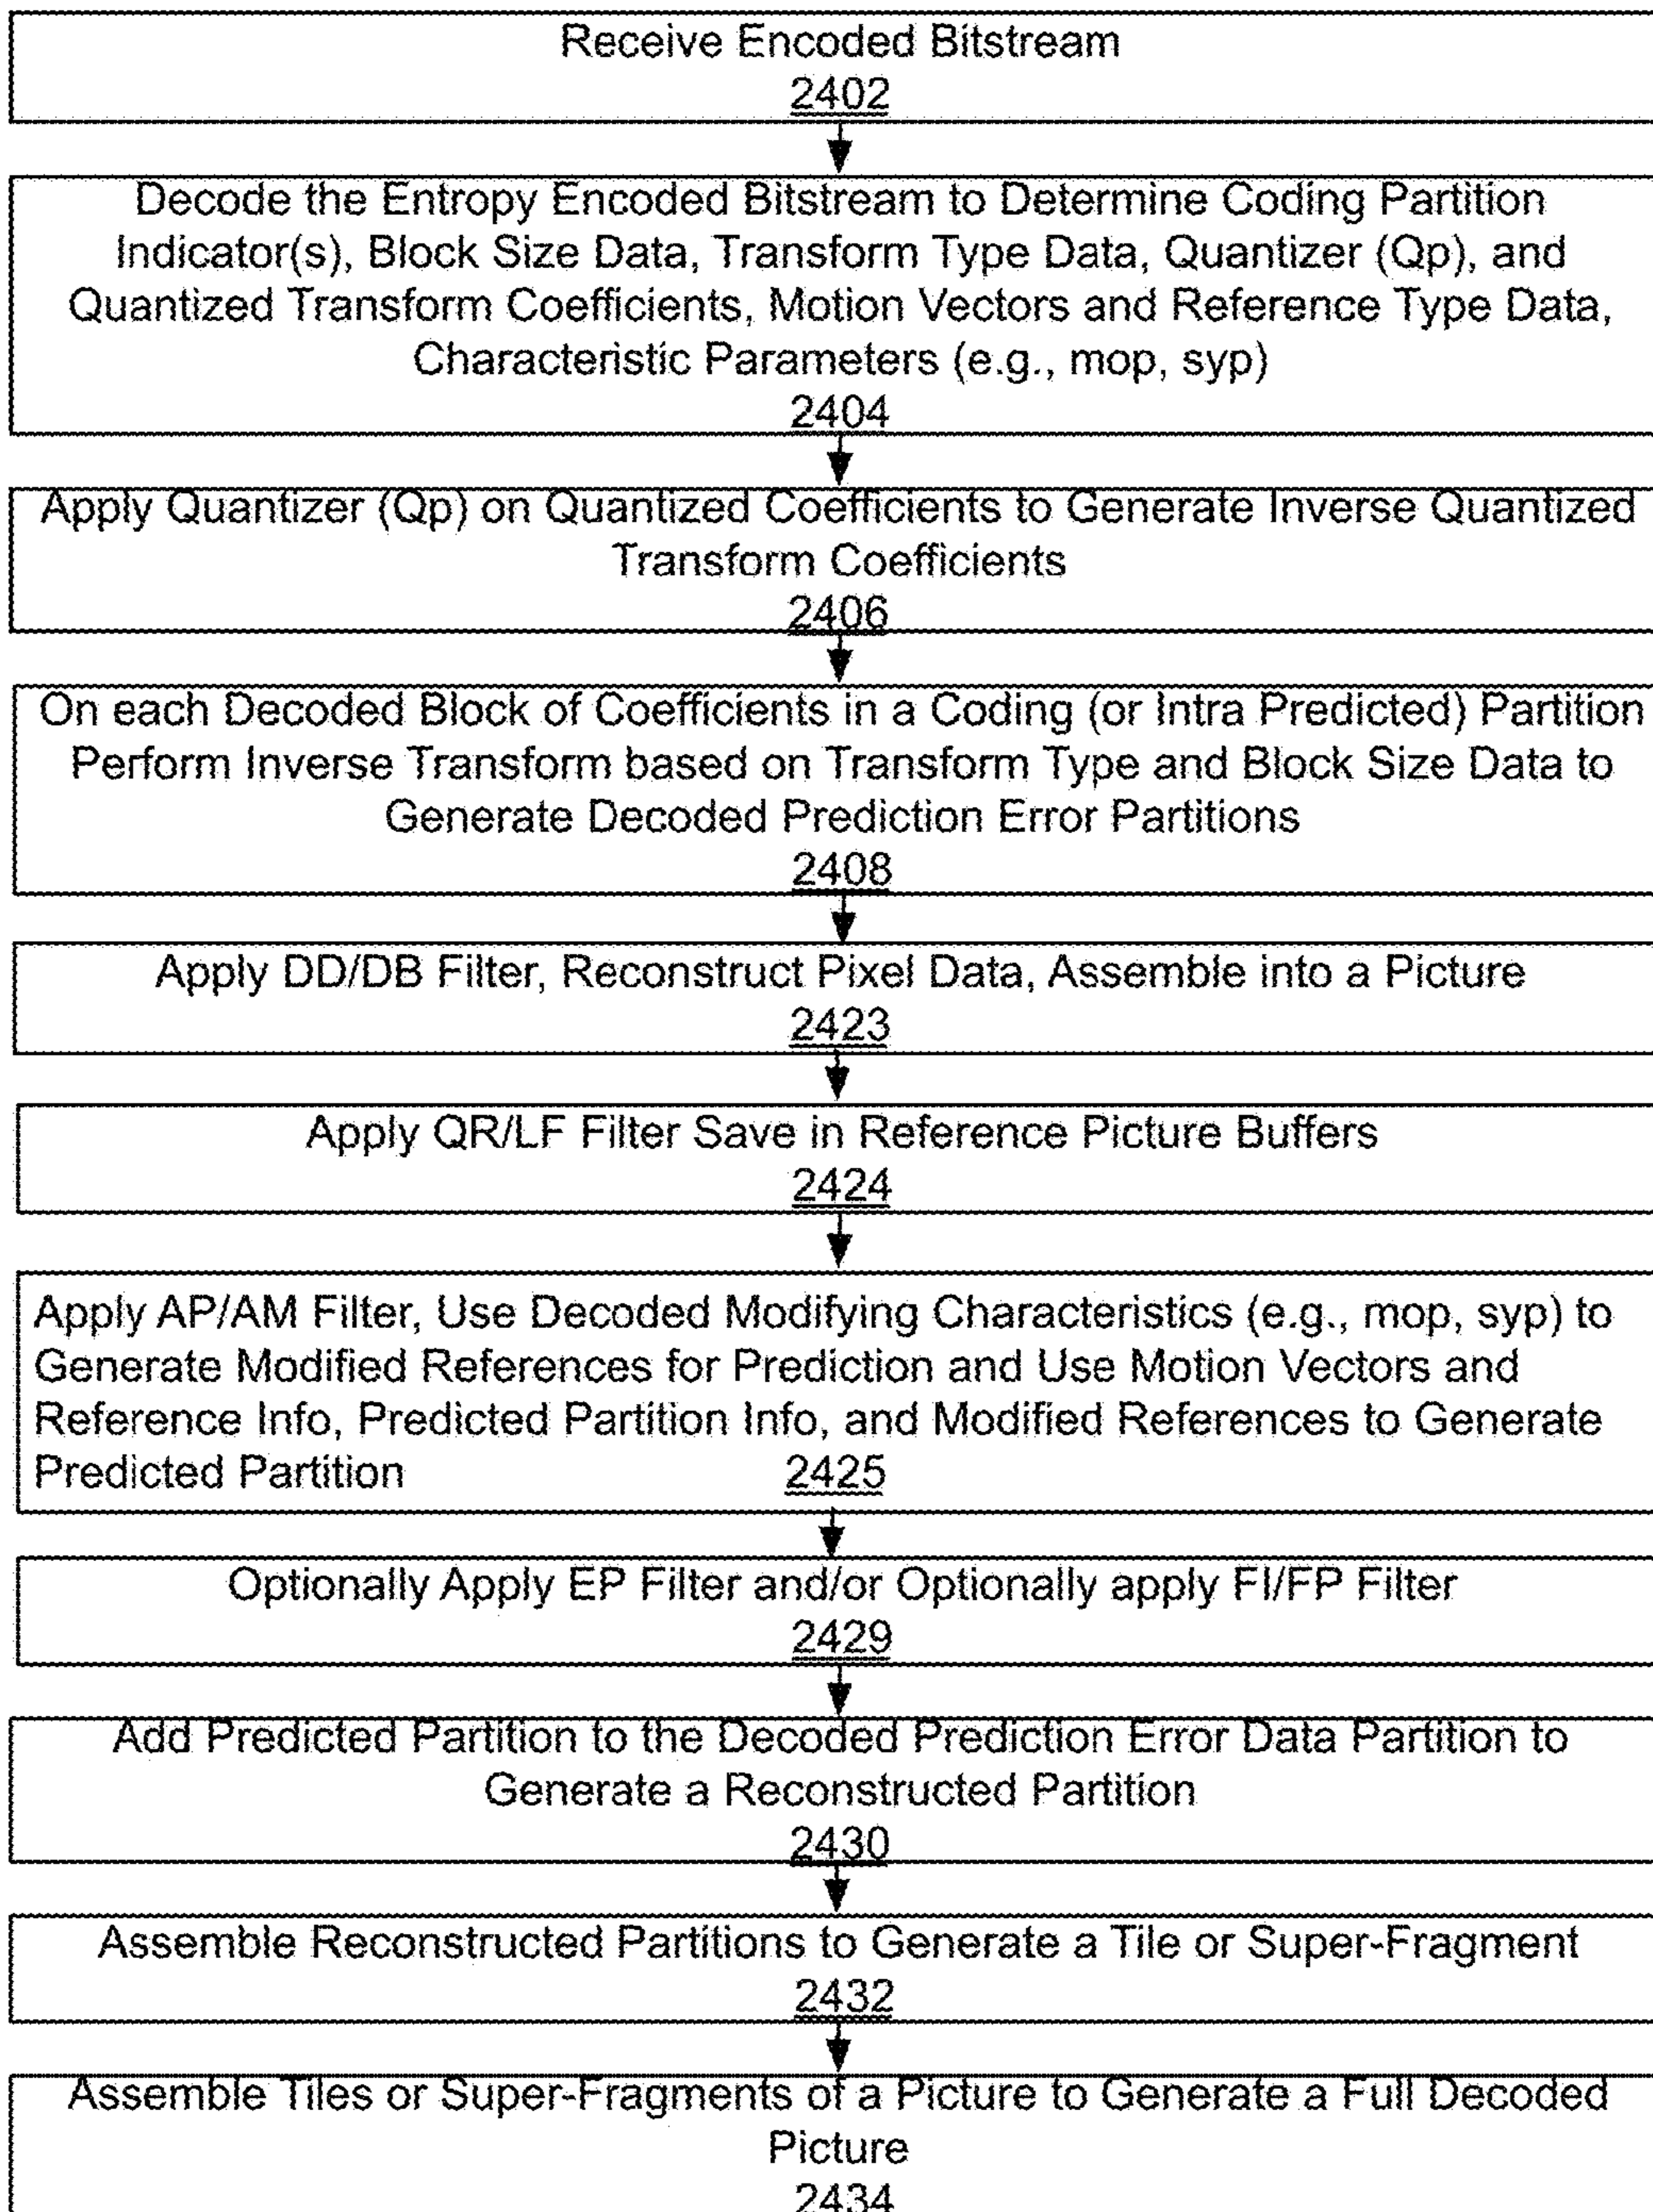 Receive Encoded Bitstream
2402
Decode the Entropy Encoded Bitstream to Determine Coding Partition
Indicator(s), Block Size Data, Transform Type Data, Quantizer (Qp), and
Quantized Transform Coefficients, Motion Vectors and Reference Type Data,
Characteristic Parameters (e.g., mop, syp)
2404
Apply Quantizer (Qp) on Quantized Coefficients to Generate Inverse Quantized
Transform Coefficients
2406
On each Decoded Block of Coefficients in a Coding (or Intra Predicted) Partition
Perform Inverse Transform based on Transform Type and Block Size Data to
Generate Decoded Prediction Error Partitions
2408
Apply DD/DB Filter, Reconstruct Pixel Data, Assemble into a Picture
2423
Apply QR/LF Filter Save in Reference Picture Buffers
2424
Apply AP/AM Filter, Use Decoded Modifying Characteristics (e.g., mop, syp) to
Generate Modified References for Prediction and Use Motion Vectors and
Reference Info, Predicted Partition Info, and Modified References to Generate
Predicted Partition 2425
Optionally Apply EP Filter and/or Optionally apply FI/FP Filter
2429
Add Predicted Partition to the Decoded Prediction Error Data Partition to
Generate a Reconstructed Partition
2430
Assemble Reconstructed Partitions to Generate a Tile or Super-Fragment
2432
Assemble Tiles or Super-Fragments of a Picture to Generate a Full Decoded
Picture
2434